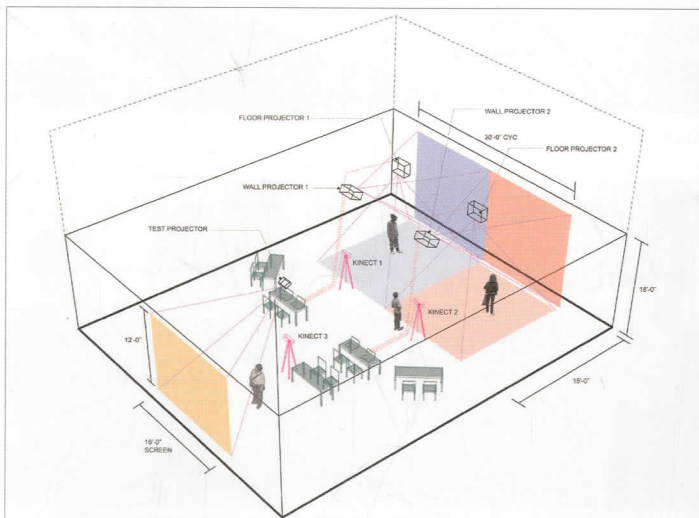 FLOOR PROJECTOR 1
WALL PROJECTOR 2
30'-0" CYC
FLOOR PROJECTOR 2
WALL PROJECTOR 1
TEST PROJECTOR
KINECT 1
KINECT 2
KINECT 3
12'-0"
16'-0"
SCREEN
18'-0"
18'-0"